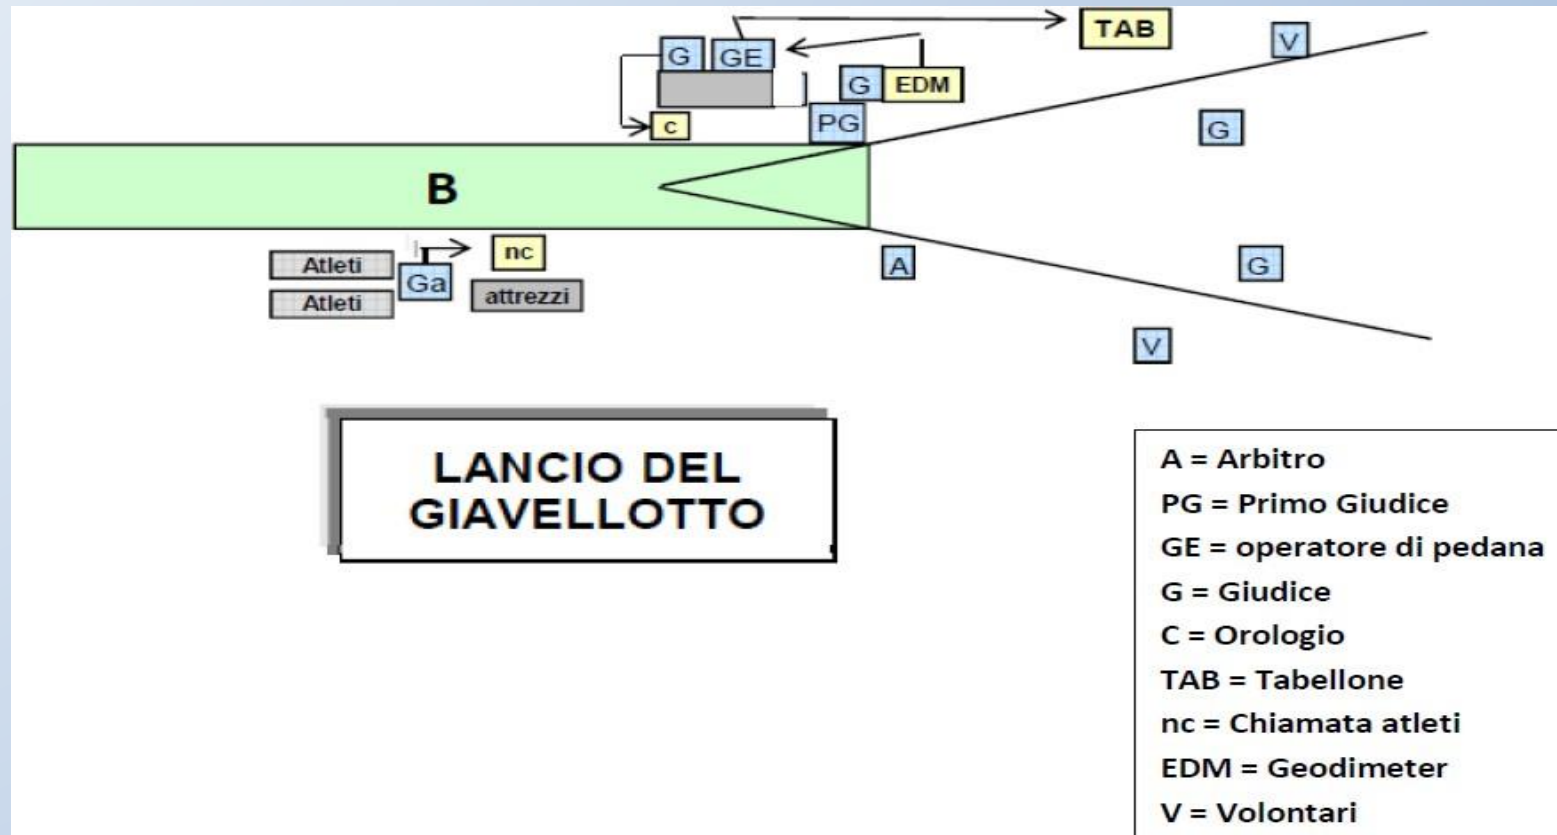 TAB
V
G GE
G EDM
c
PG
G
B
Atleti
Ga
nc
Atleti
attrezzi
A
G
V
LANCIO DEL
GIAVELLOTTO
A = Arbitro
PG = Primo Giudice
GE = operatore di pedana
G = Giudice
C = Orologio
TAB = Tabellone
nc = Chiamata atleti
EDM = Geodimeter
V = Volontari